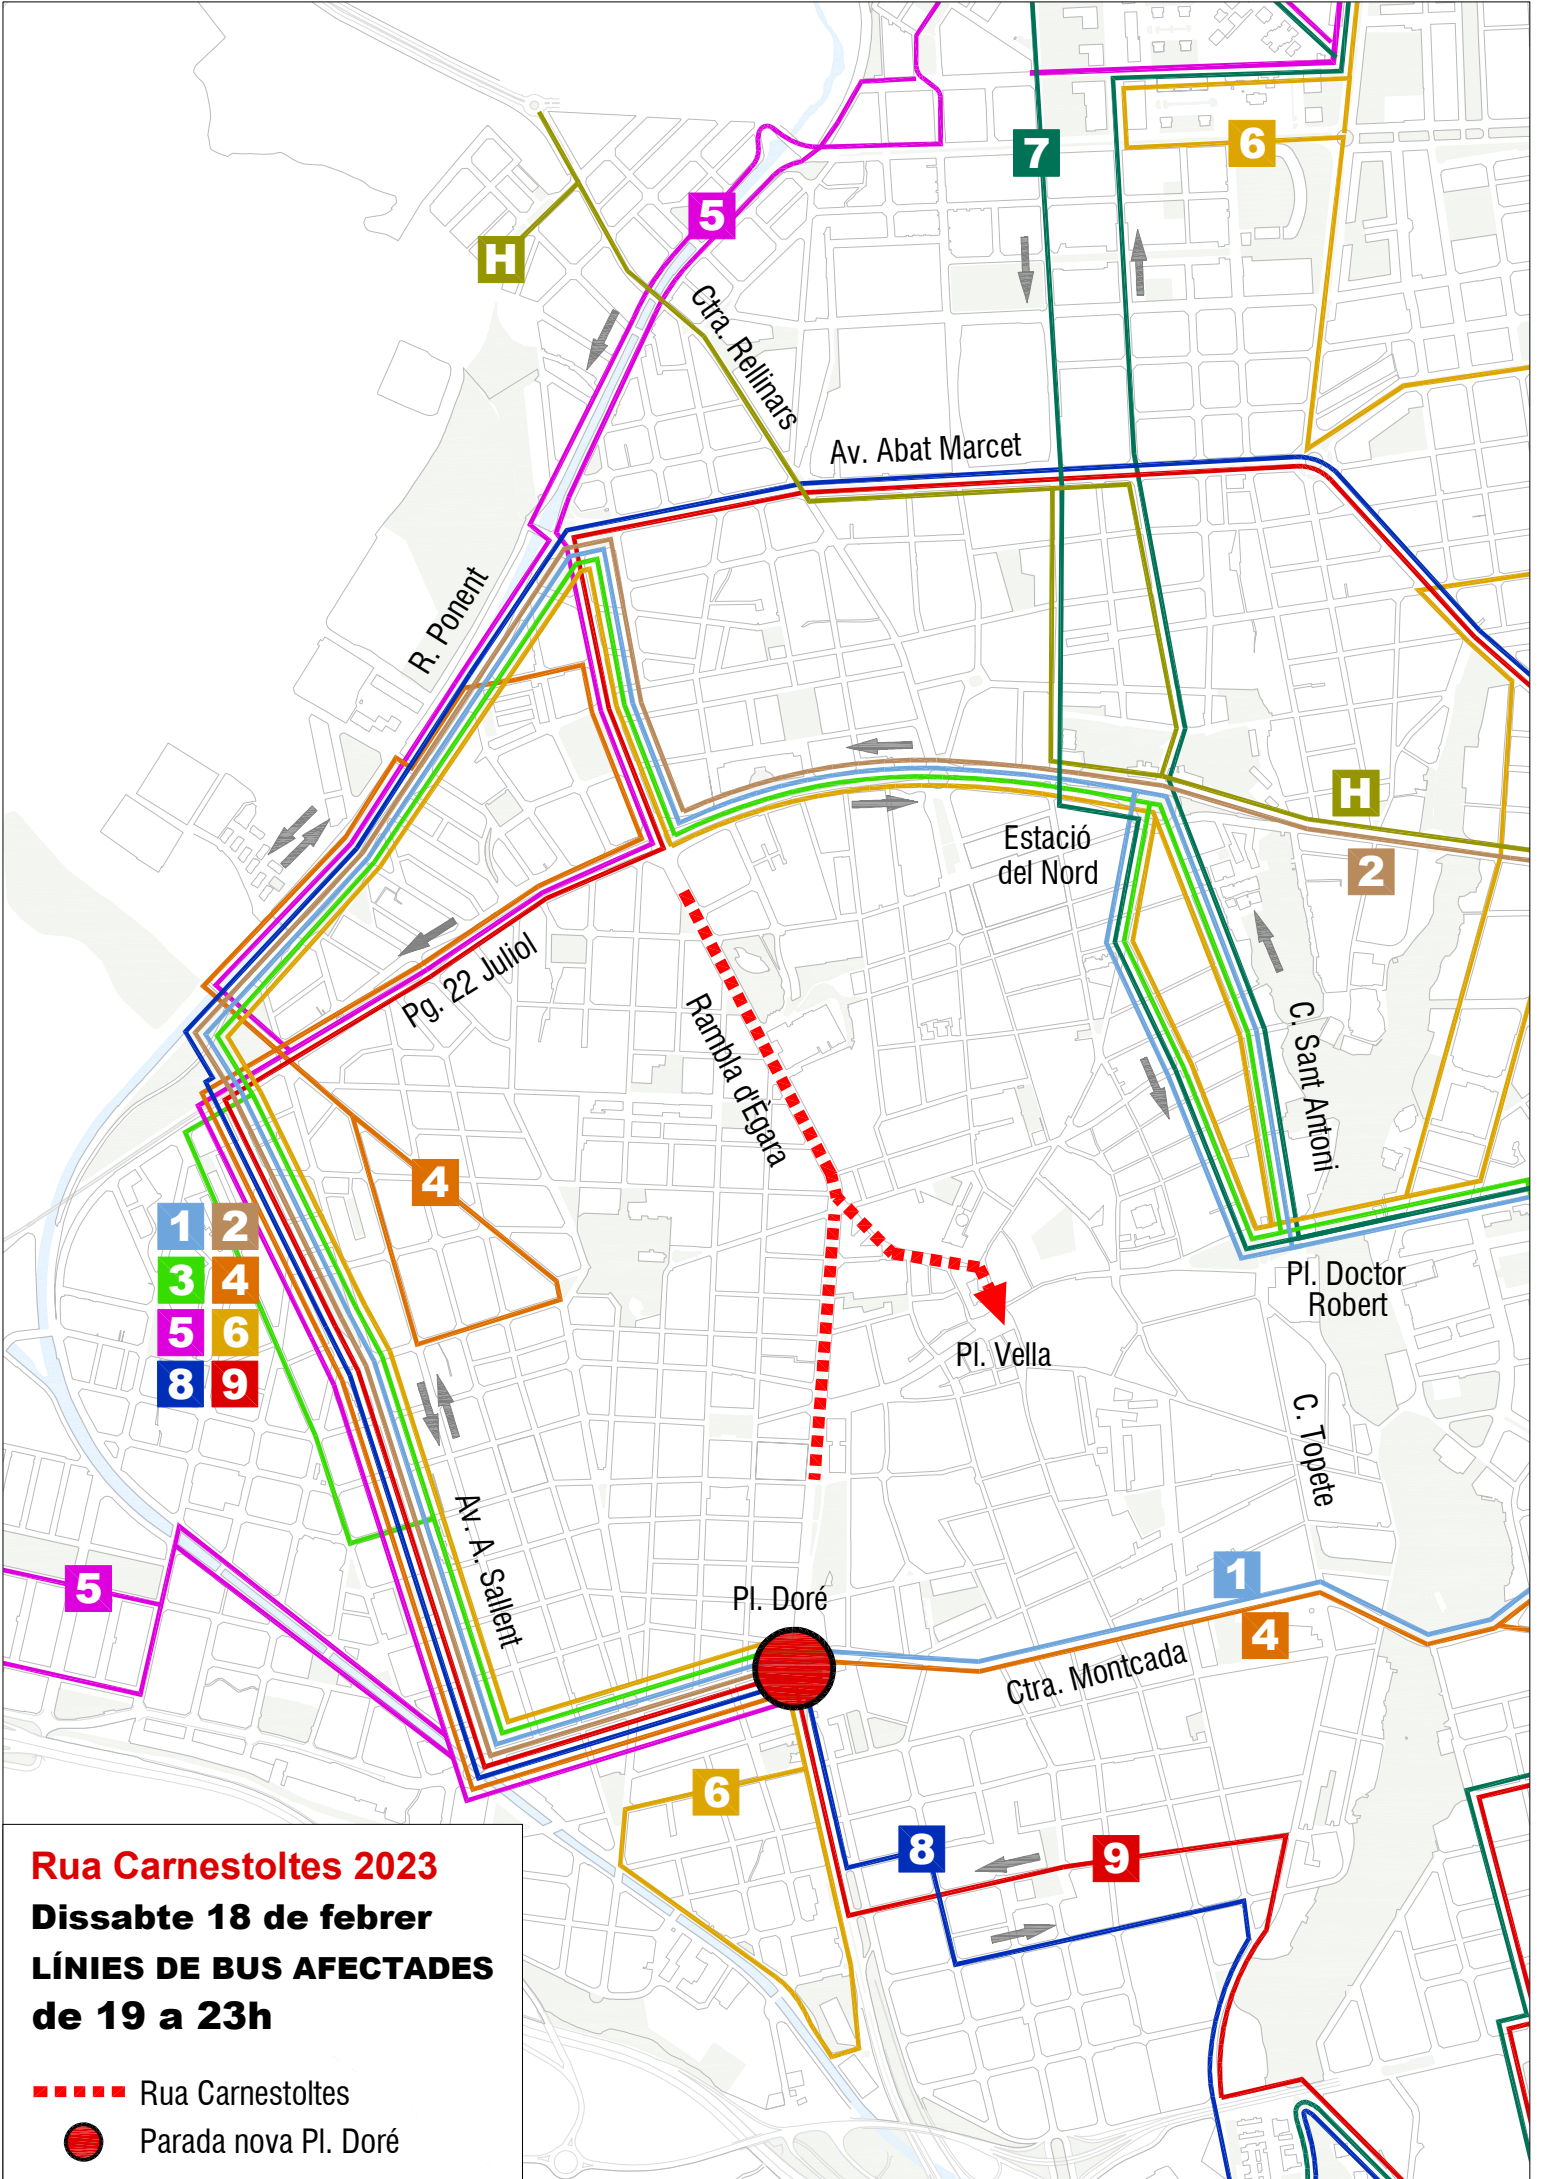 7
6
5
H
Ctra. Rellinars
Av. Abat Marcet
R. Ponent
H
2
Estació
del Nord
Pg. 22 Juliol
Rambla d'Ègara
C. Sant Antoni
4
1 2
3 4
5 6
8 9
Pl. Doctor
Robert
Pl. Vella
C. Topete
Av. A. Sallent
5
1
4
Pl. Doré
Ctra. Montcada
6
8
9
Rua Carnestoltes 2023
Dissabte 18 de febrer
LÍNIES DE BUS AFECTADES
de 19 a 23h
Rua Carnestoltes
Parada nova Pl. Doré